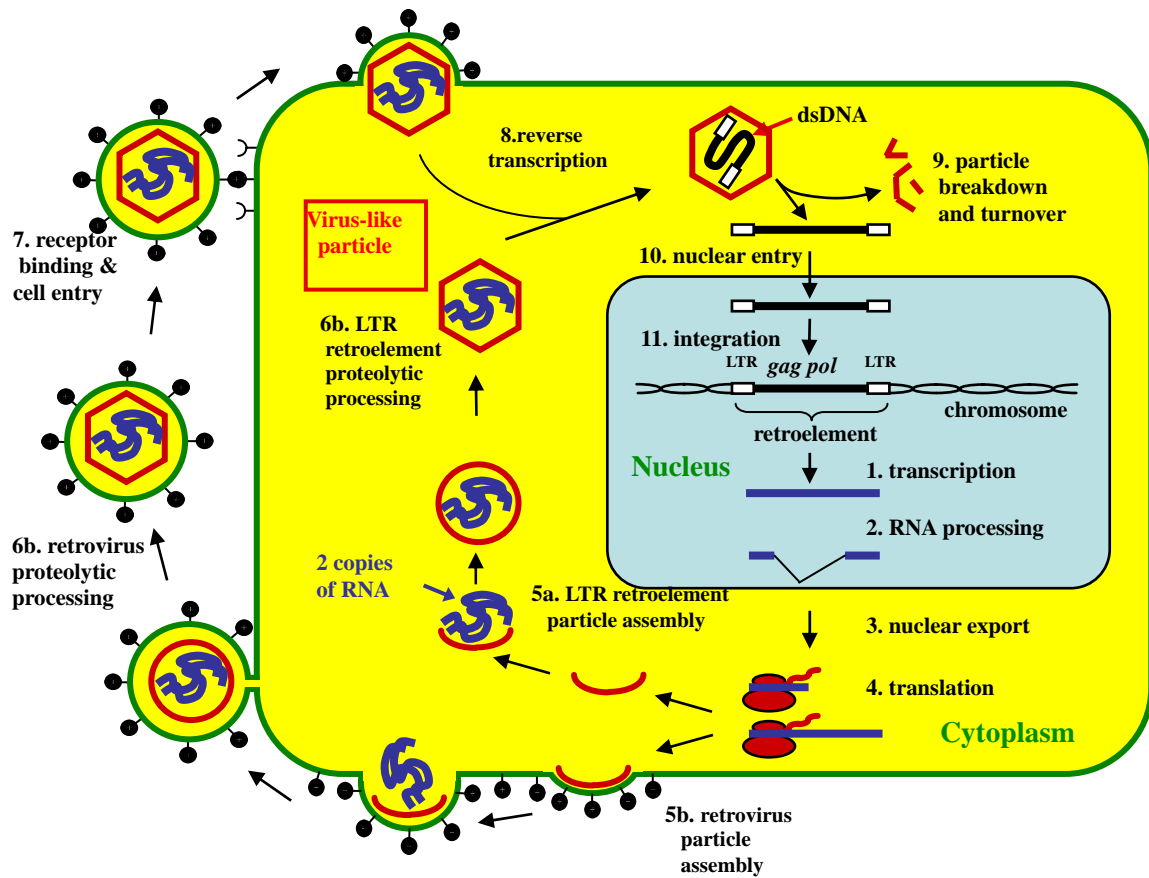 8.reverse
transcription
dsDNA
9. particle
breakdown
and turnover
Virus-like
particle
7. receptor
binding &
cell entry
10. nuclear entry
6b. LTR
retroelement
proteolytic
processing
11. integration
LTR
gag pol
LTR
chromosome
retroelement
Nucleus
1. transcription
2. RNA processing
6b. retrovirus
proteolytic
processing
2 copies
of RNA
5a. LTR retroelement
particle assembly
3. nuclear export
4. translation
Cytoplasm
5b. retrovirus
particle
assembly